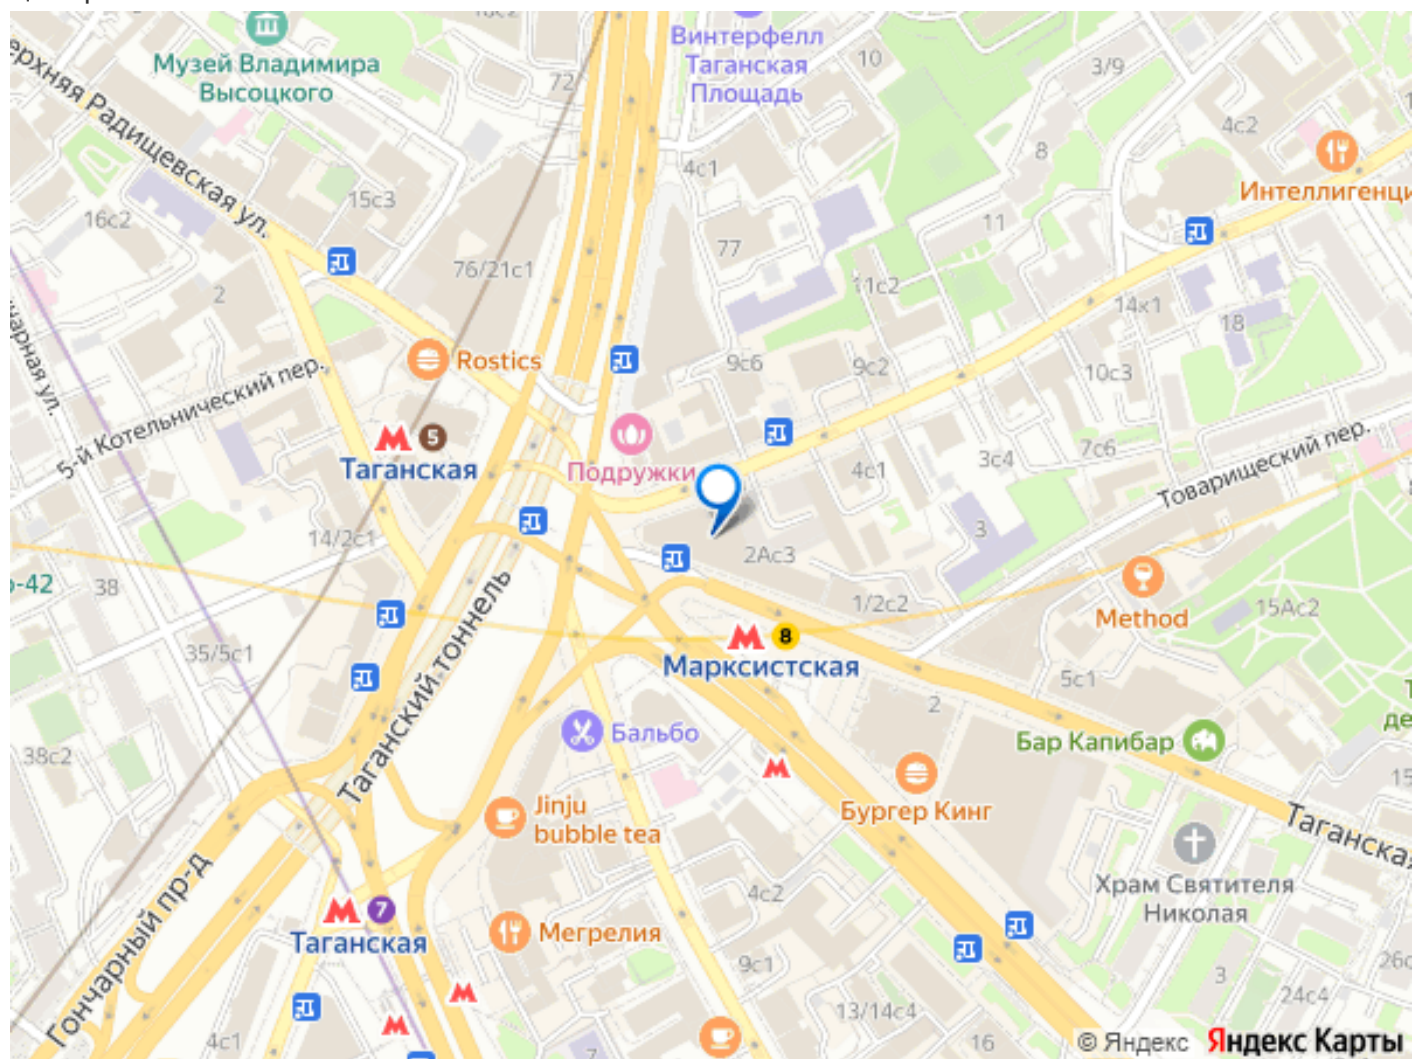 Музей Владимира
Высоцкого
72
Винтерфелл
Таганская
Площадь
10
3/9
4с2
Интеллигенци
8
4с1
15с3
16с2
ерхняя Радищевская ул.
11
77
76/21с1
2
11с2
14к1
18
Rostics
9с6
9с2
10с3
5-й Котельнический пер.
5
Таганская
Подружки
4с1
3с4
7с6
Товарищеский пер.
14/2с1
3
2Ас3
38
о-42
1/2с2
Method
15Ас2
8
Марксистская
35/5с1
Таганский тоннель
5с1
2
Бальбо
Бар Капибар
38с2
Бургер Кинг
Jinju
bubble tea
15
Таганская
Гончарный пр-д
Храм Святителя
Николая
4с2
7
Таганская
Мегрелия
9с1
3
26с
24с4
13/14с4
4с1
7
16
© Яндекс Яндекс Карты